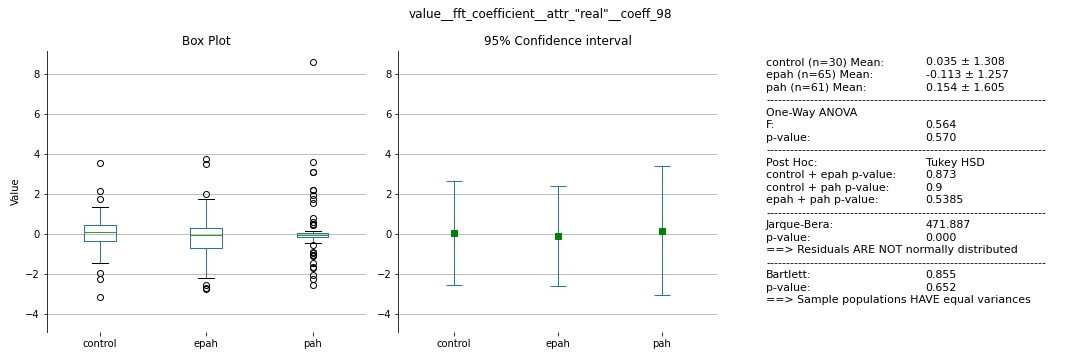 value__fft_coefficient__attr_"real"__coeff_98
Box Plot
Value
8
6
4
2
0
−2
−4
control
epah
pah
95% Confidence interval
8
6
4
2
0
−2
−4
control
epah
pah
control (n=30) Mean: 0.035 ± 1.308
epah (n=65) Mean: -0.113 ± 1.257
pah (n=61) Mean: 0.154 ± 1.605
One-Way ANOVA
F: 0.564
p-value: 0.570
Post Hoc: Tukey HSD
control + epah p-value: 0.873
control + pah p-value: 0.9
epah + pah p-value: 0.5385
Jarque-Bera: 471.887
p-value: 0.000
==> Residuals ARE NOT normally distributed
Bartlett: 0.855
p-value: 0.652
==> Sample populations HAVE equal variances